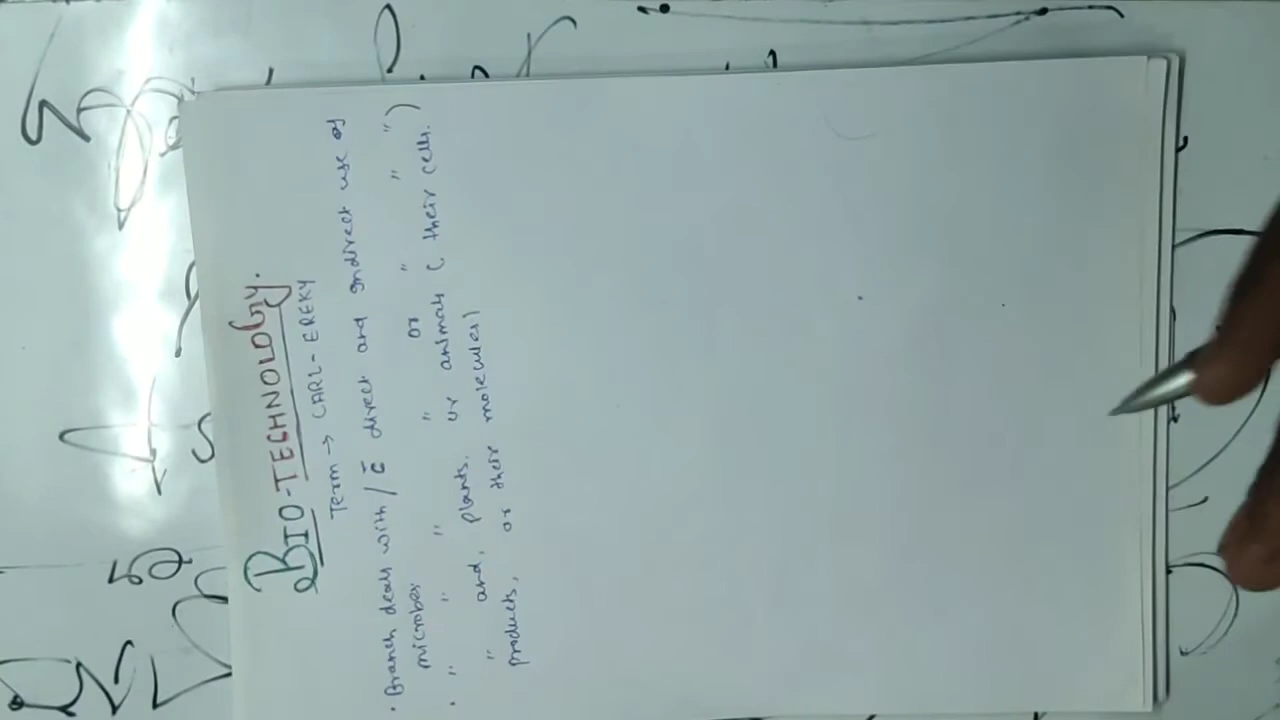 BIO-TECHNOLOGY.
Term → CARL-EREKY
• Branch deals with / c̄ direct and indirect use of
microbes " or " " ")
• " " " " or animals ( their cells.
" and, plants.
" or their molecules)
products,